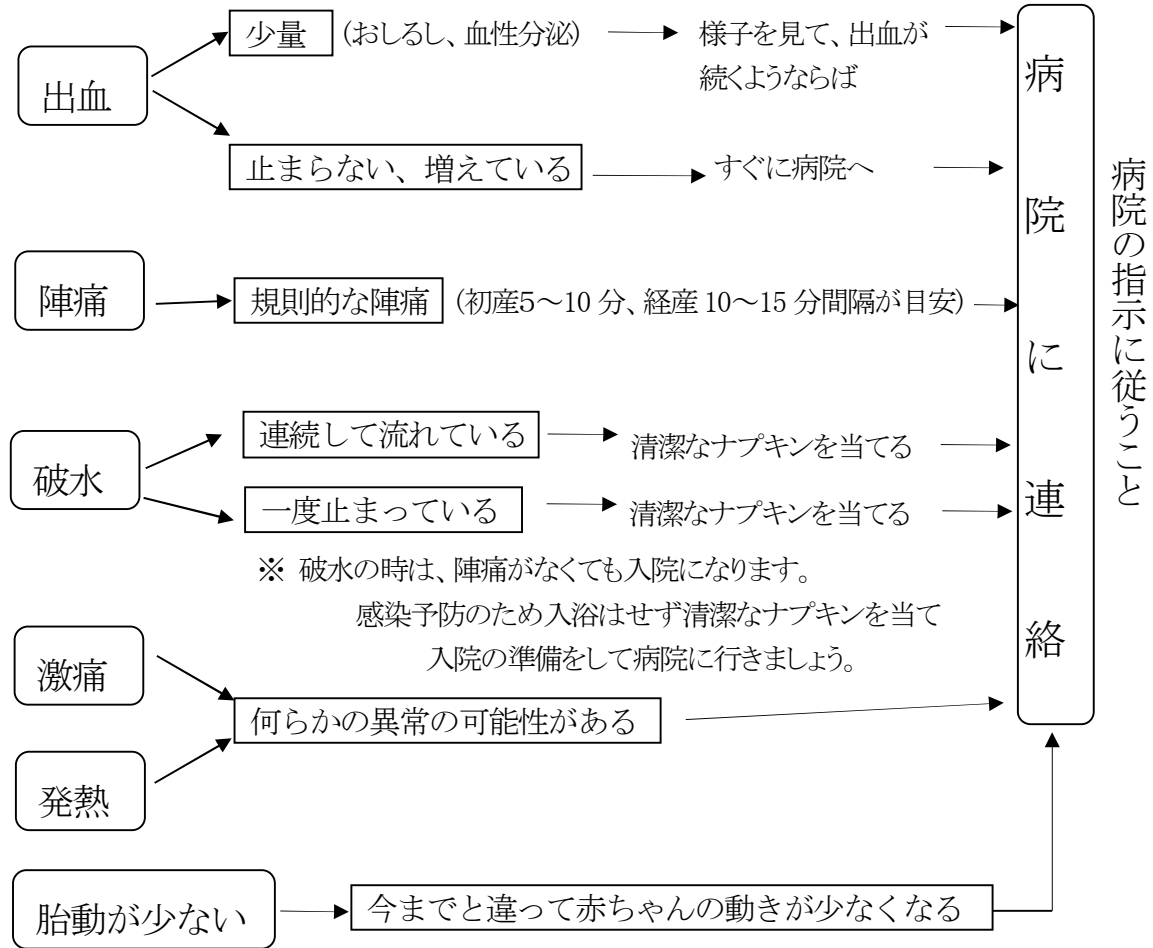 出血
少量 (おしるし、血性分泌)
様子を見て、出血が
続くようならば
止まらない、増えている
すぐに病院へ
陣痛
規則的な陣痛 (初産5～10 分、経産 10～15 分間隔が目安)
破水
連続して流れている
清潔なナプキンを当てる
一度止まっている
清潔なナプキンを当てる
※ 破水の時は、陣痛がなくても入院になります。
感染予防のため入浴はせず清潔なナプキンを当て
入院の準備をして病院に行きましょう。
激痛
発熱
何らかの異常の可能性がある
胎動が少ない
今までと違って赤ちゃんの動きが少なくなる
病院に連絡
病院の指示に従うこと